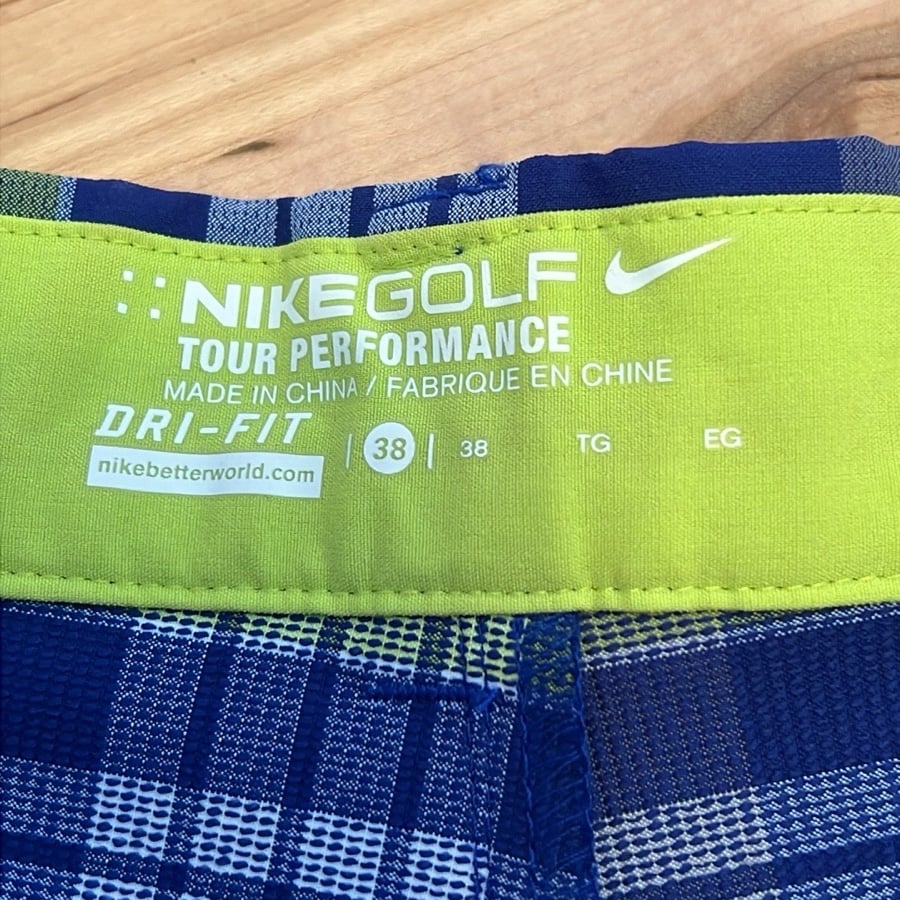 NIKEGOLF
TOUR PERFORMANCE
MADE IN CHINA / FABRIQUE EN CHINE
DRI-FIT
nikebetterworld.com
| 38 | 38 TG EG